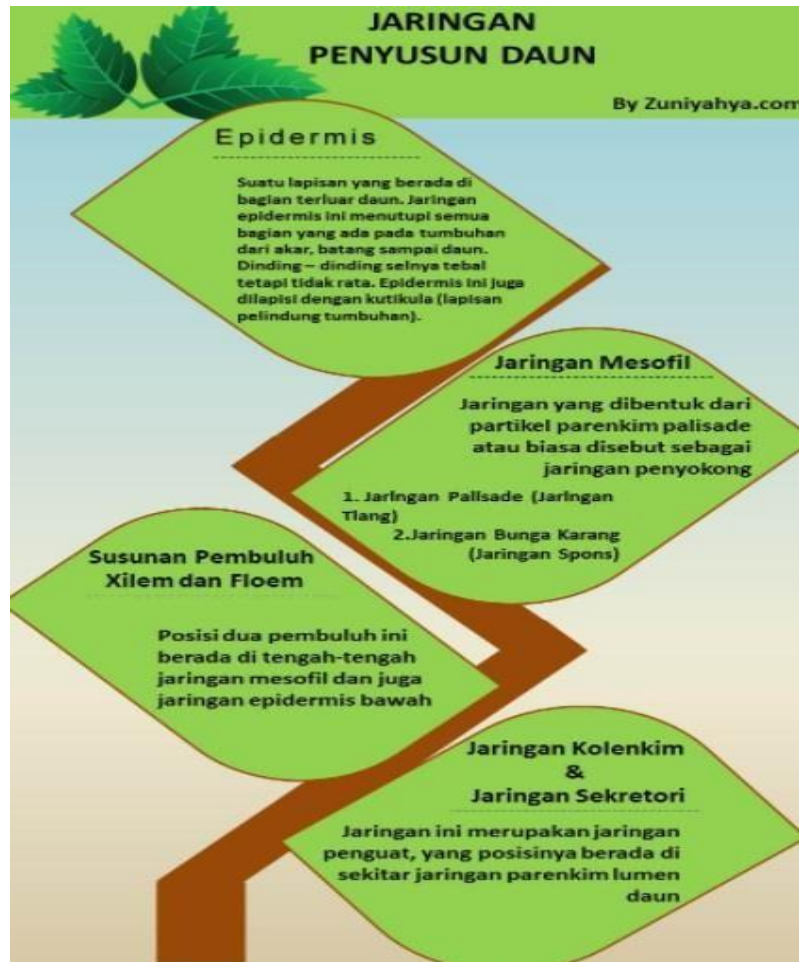 JARINGAN
PENYUSUN DAUN
By Zuniyahya.com
Epidermis
Suatu lapisan yang berada di
bagian terluar daun. Jaringan
epidermis ini menutupi semua
bagian yang ada pada tumbuhan
dari akar, batang sampai daun.
Dinding – dinding selnya tebal
tetapi tidak rata. Epidermis ini juga
dilapisi dengan kutikula (lapisan
pelindung tumbuhan).
Jaringan Mesofil
Jaringan yang dibentuk dari
partikel parenkim palisade
atau biasa disebut sebagai
jaringan penyokong
1. Jaringan Palisade (Jaringan
Tiang)
2.Jaringan Bunga Karang
(Jaringan Spons)
Susunan Pembuluh
Xilem dan Floem
Posisi dua pembuluh ini
berada di tengah-tengah
jaringan mesofil dan juga
jaringan epidermis bawah
Jaringan Kolenkim
&
Jaringan Sekretori
Jaringan ini merupakan jaringan
penguat, yang posisinya berada di
sekitar jaringan parenkim lumen
daun